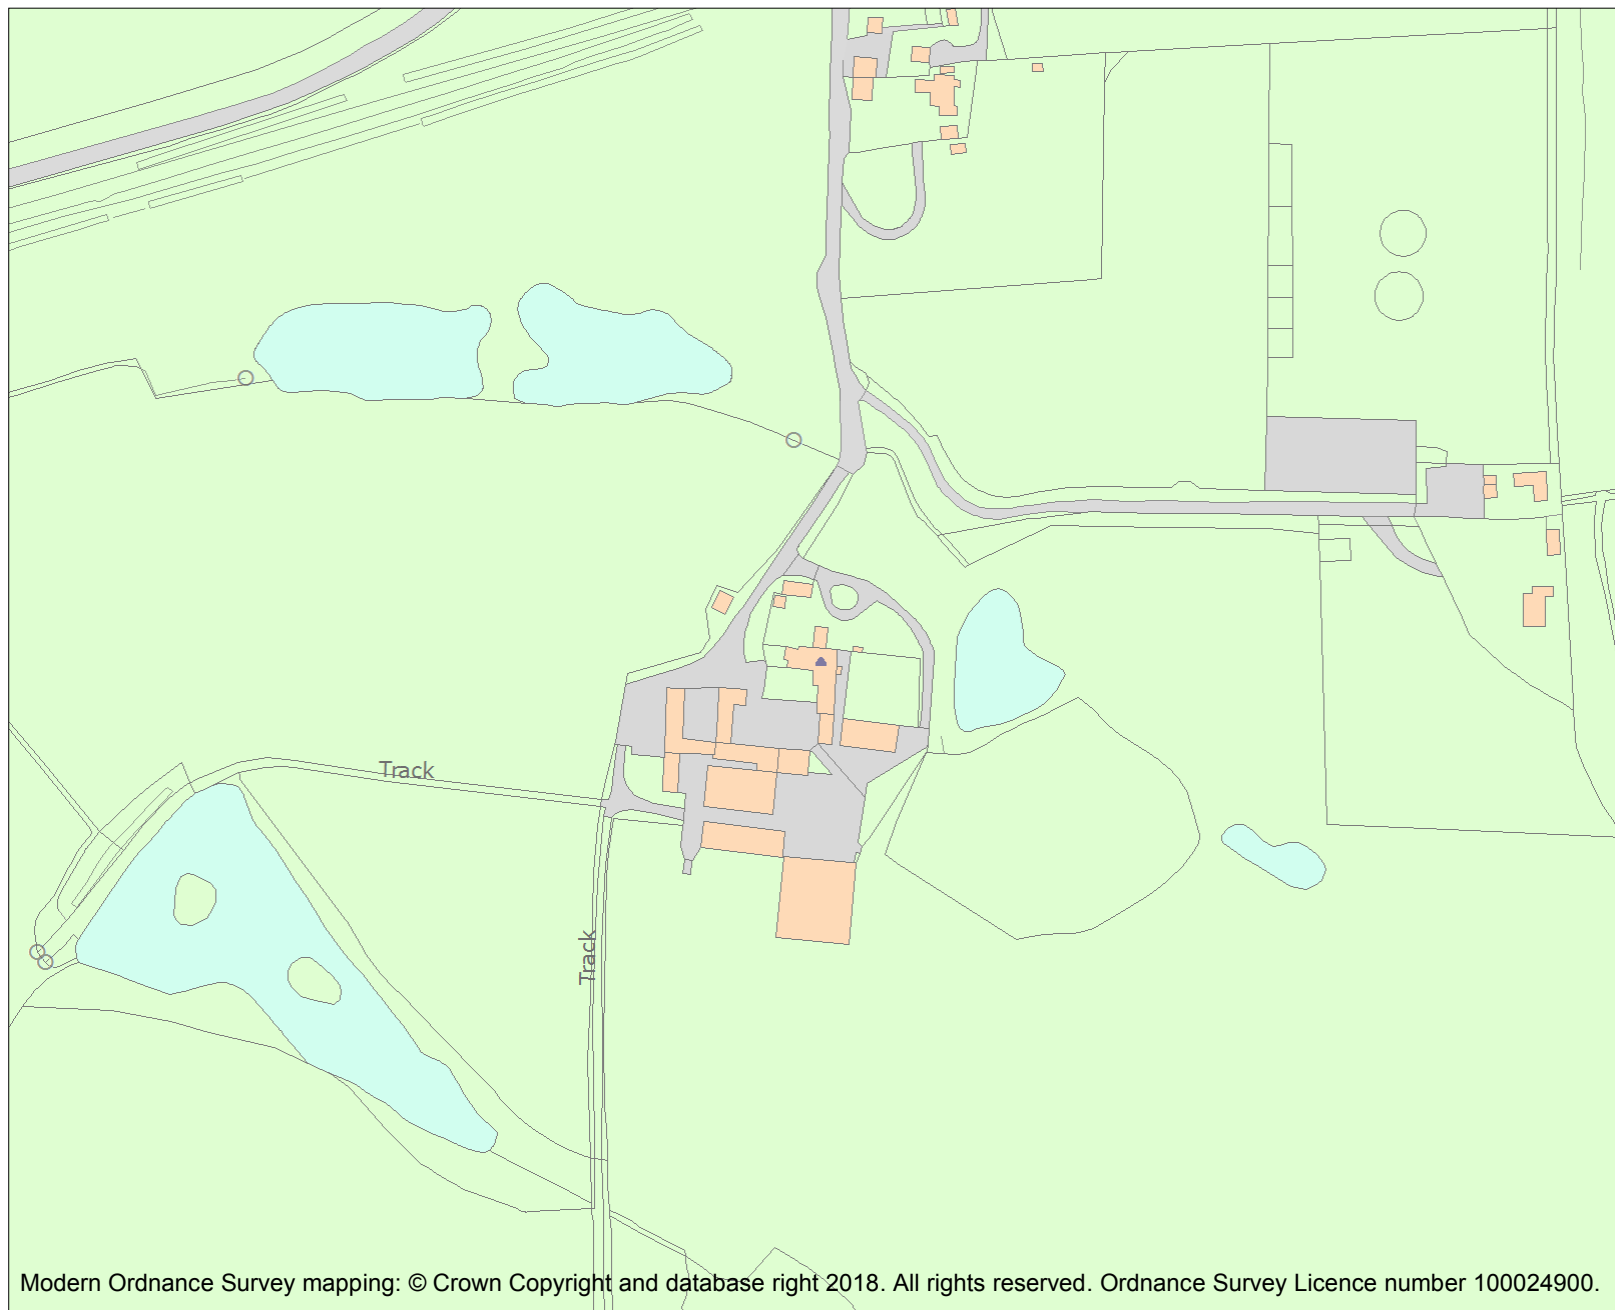 Track
Track
Modern Ordnance Survey mapping: © Crown Copyright and database right 2018. All rights reserved. Ordnance Survey Licence number 100024900.